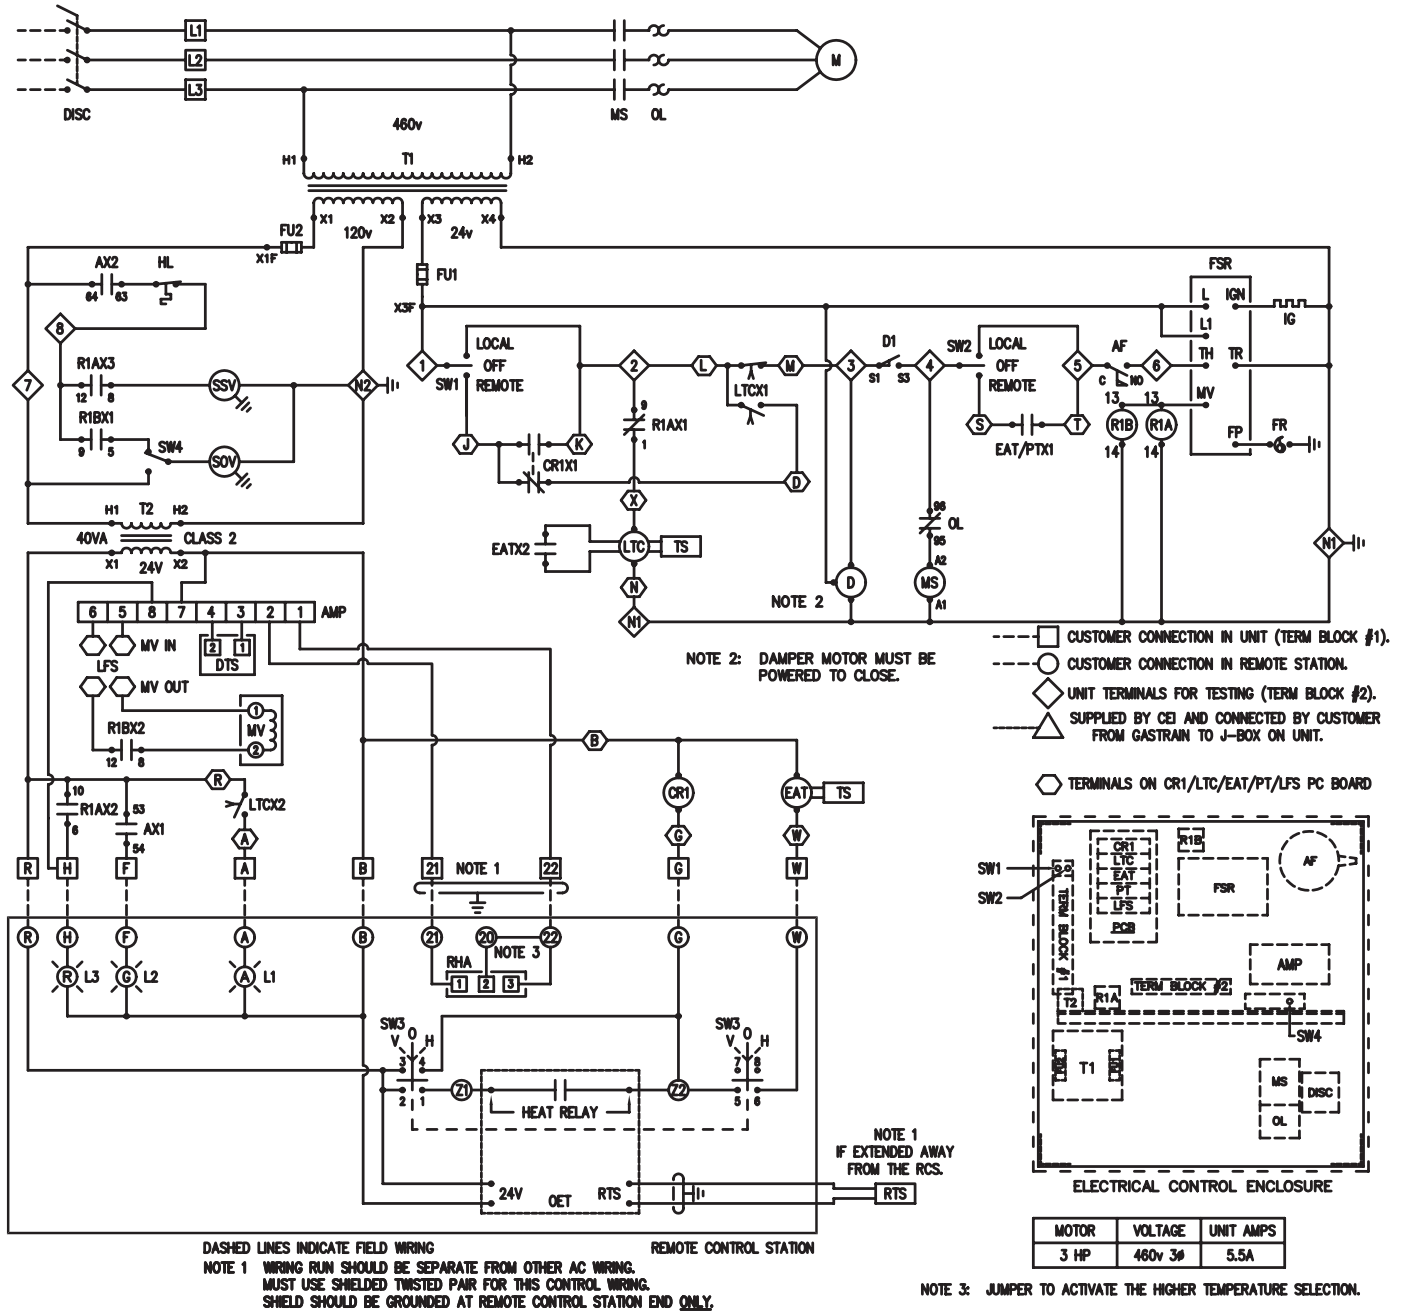 L1
L2
L3
M
DISC
MS
OL
460v
H1
T1
H2
X1
X2
X3
X4
120v
24v
FU2
X1F
FU1
X3F
AX2
HL
64
63
8
R1AX3
12
8
SSV
7
N2
R1BX1
9
5
SW4
SOV
H1
T2
H2
40VA
CLASS 2
X1
X2
24V
1
SW1
LOCAL
OFF
REMOTE
J
K
CR1X1
2
9
R1AX1
1
X
EATX2
LTC
TS
N
N1
L
LTCX1
M
D
3
D1
S1
S3
4
SW2
LOCAL
OFF
REMOTE
S
T
EAT/PTX1
5
AF
C
NO
6
13
13
R1B
R1A
14
14
FSR
L
IGN
L1
TH
TR
MV
FP
IG
FR
96
OL
95
A2
D
MS
A1
NOTE 2
N1
6
5
8
7
4
3
2
1
AMP
MV IN
LFS
MV OUT
2
1
DTS
R1BX2
12
8
1
MV
2
NOTE 2: DAMPER MOTOR MUST BE
POWERED TO CLOSE.
CUSTOMER CONNECTION IN UNIT (TERM BLOCK #1).
CUSTOMER CONNECTION IN REMOTE STATION.
UNIT TERMINALS FOR TESTING (TERM BLOCK #2).
SUPPLIED BY CEI AND CONNECTED BY CUSTOMER
FROM GASTRAIN TO J-BOX ON UNIT.
TERMINALS ON CR1/LTC/EAT/PT/LFS PC BOARD
B
R
10
R1AX2
6
53
AX1
54
LTCX2
A
CR1
G
EAT
TS
W
R
H
F
A
B
21
NOTE 1
22
G
W
R
H
F
A
B
21
20
22
G
W
NOTE 3
R
L3
G
L2
A
L1
RHA
1
2
3
SW3
V
O
H
3
4
2
1
Z1
HEAT RELAY
Z2
SW3
V
O
H
7
8
5
6
24V
OET
RTS
NOTE 1
IF EXTENDED AWAY
FROM THE RCS.
RTS
DASHED LINES INDICATE FIELD WIRING
REMOTE CONTROL STATION
NOTE 1 WIRING RUN SHOULD BE SEPARATE FROM OTHER AC WIRING.
MUST USE SHIELDED TWISTED PAIR FOR THIS CONTROL WIRING.
SHIELD SHOULD BE GROUNDED AT REMOTE CONTROL STATION END ONLY.
SW1
SW2
TERM BLOCK #1
CR1
LTC
EAT
PT
LFS
PCB
R1B
FSR
AF
AMP
TERM BLOCK #2
T2
R1A
SW4
T1
MS
OL
DISC
ELECTRICAL CONTROL ENCLOSURE
MOTOR VOLTAGE UNIT AMPS
3 HP 460v 3ø 5.5A
NOTE 3: JUMPER TO ACTIVATE THE HIGHER TEMPERATURE SELECTION.